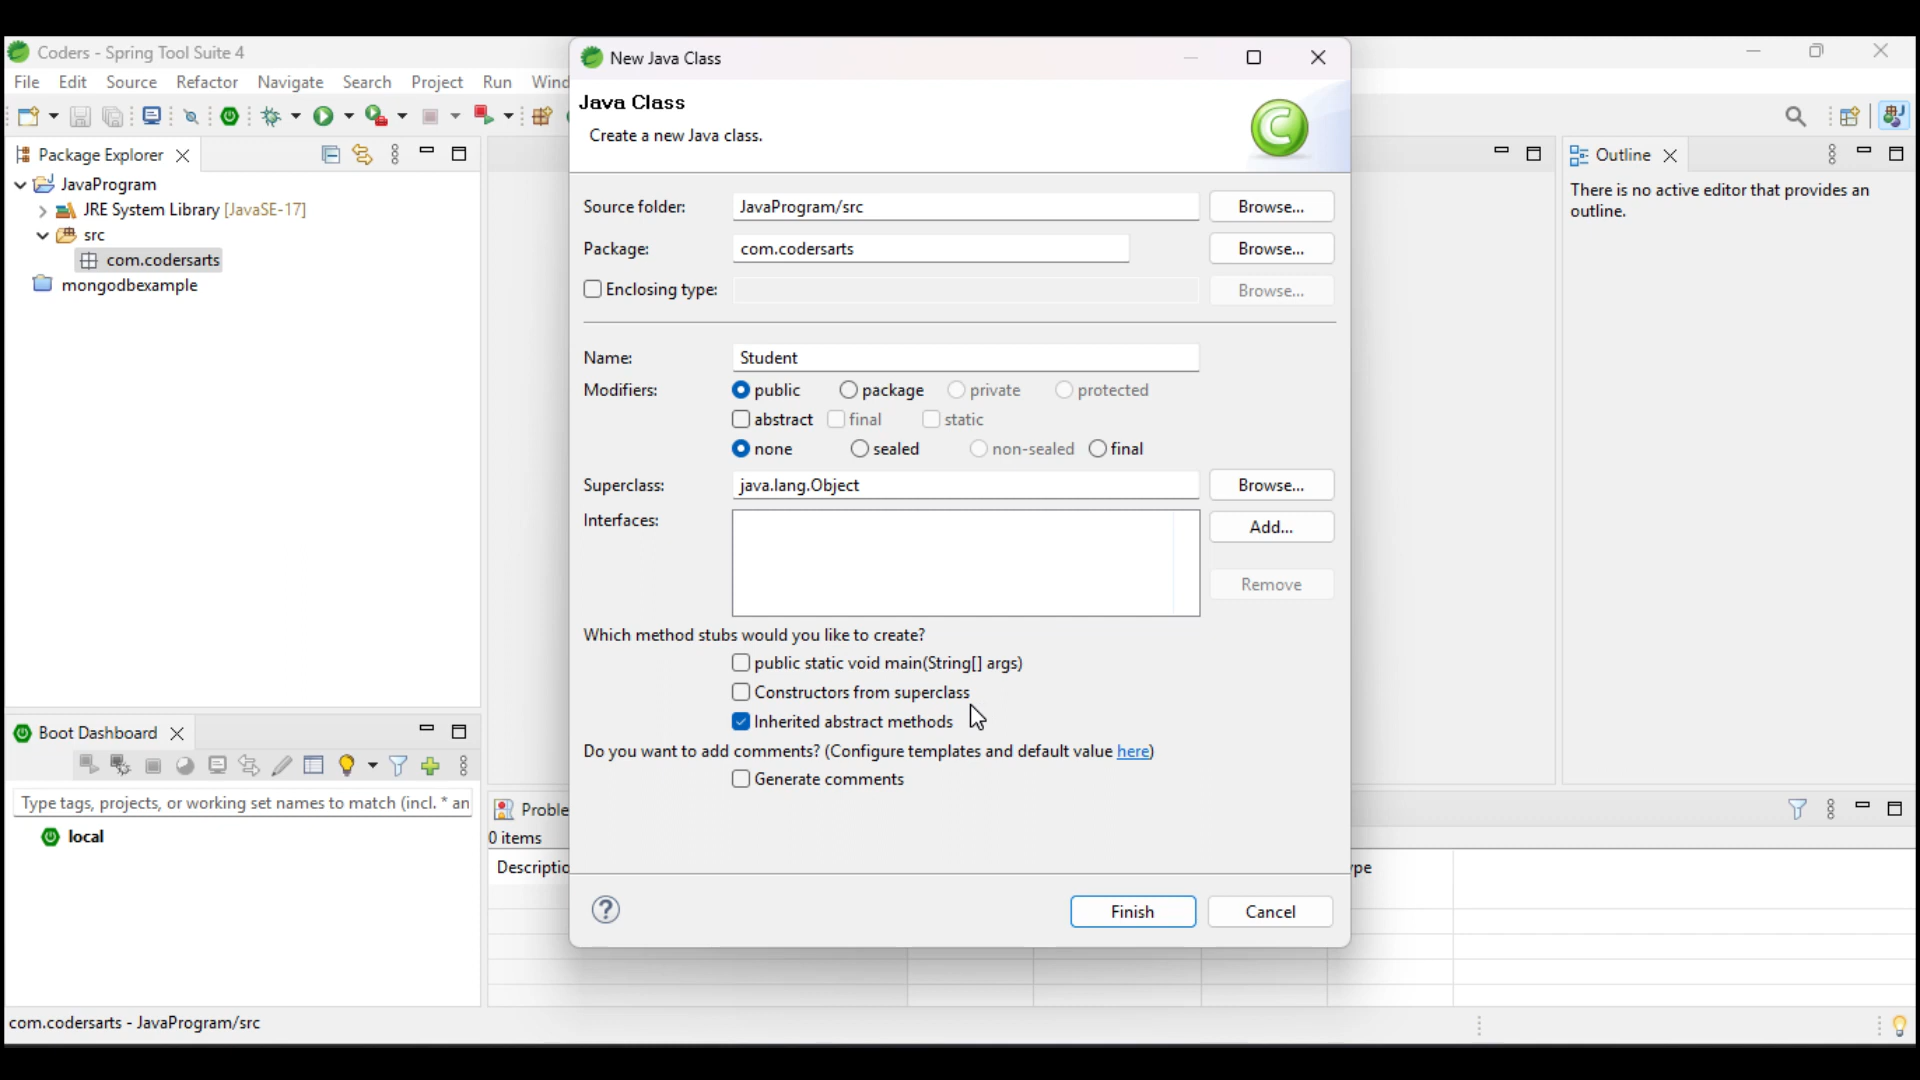 Coders - Spring Tool Suite 4
File Edit Source Refactor Navigate Search Project Run Wind
Package Explorer
JavaProgram
JRE System Library [JavaSE-17]
src
com.codersarts
mongodbexample
Boot Dashboard
Type tags, projects, or working set names to match (incl. * an
local
New Java Class
Java Class
Create a new Java class.
Source folder: JavaProgram/src Browse...
Package: com.codersarts Browse...
Enclosing type: Browse...
Name: Student
Modifiers: public package private protected
abstract final static
none sealed non-sealed final
Superclass: java.lang.Object Browse...
Interfaces: Add...
Remove
Which method stubs would you like to create?
public static void main(String[] args)
Constructors from superclass
Inherited abstract methods
Do you want to add comments? (Configure templates and default value here)
Generate comments
Finish Cancel
Outline
There is no active editor that provides an
outline.
Proble
0 items
Descriptio ype
com.codersarts - JavaProgram/src